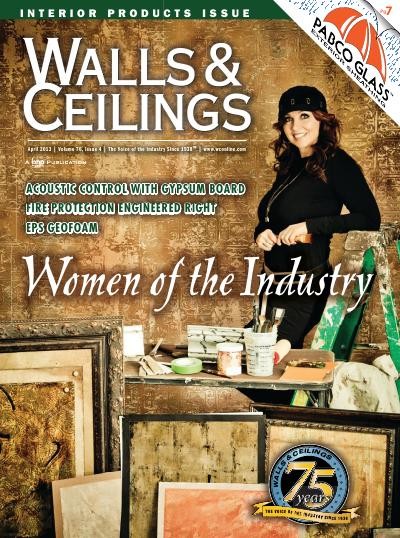 INTERIOR PRODUCTS ISSUE
7
PABCO GLASS
EXTERIOR SHEATHING
WALLS &
CEILINGS
April 2013 | Volume 76, Issue 4 | The Voice of the Industry Since 1938™ | www.wconline.com
A bnp PUBLICATION
ACOUSTIC CONTROL WITH GYPSUM BOARD
FIRE PROTECTION ENGINEERED RIGHT
EPS GEOFOAM
Women of the Industry
WALLS & CEILINGS
75
years
THE VOICE OF THE INDUSTRY SINCE 1938